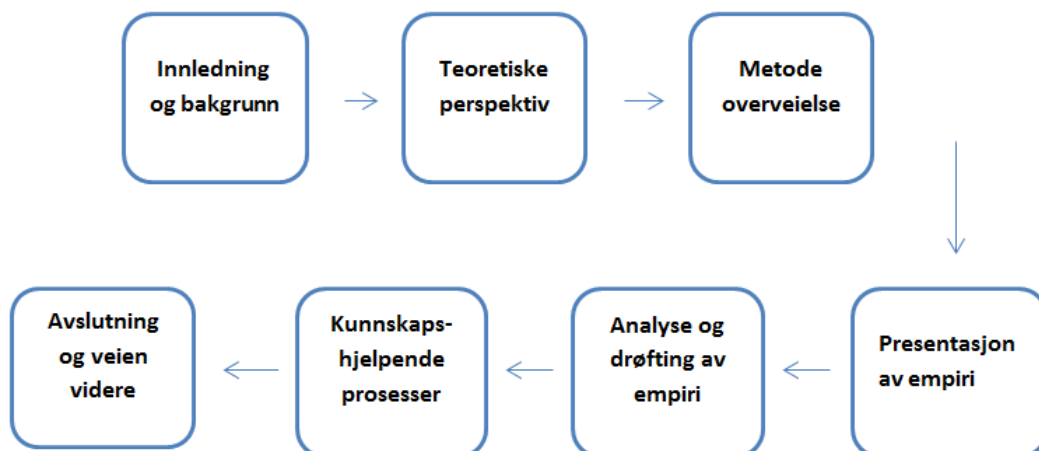 Innledning
og bakgrunn
Teoretiske
perspektiv
Metode
overveielse
Presentasjon
av empiri
Analyse og
drøfting av
empiri
Kunnskaps-
hjelpende
prosesser
Avslutning
og veien
videre